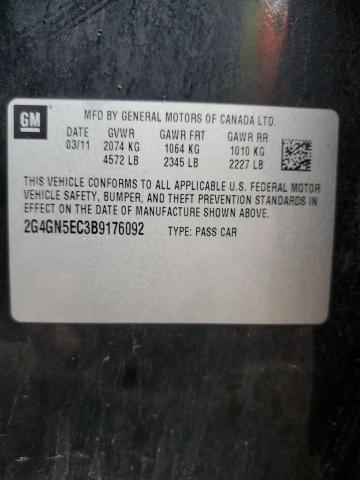 GM
MFD BY GENERAL MOTORS OF CANADA LTD.
DATE GVWR GAWR FRT GAWR RR
03/11 2074 KG 1064 KG 1010 KG
4572 LB 2345 LB 2227 LB
THIS VEHICLE CONFORMS TO ALL APPLICABLE U.S. FEDERAL MOTOR
VEHICLE SAFETY, BUMPER, AND THEFT PREVENTION STANDARDS IN
EFFECT ON THE DATE OF MANUFACTURE SHOWN ABOVE.
2G4GN5EC3B9176092 TYPE: PASS CAR